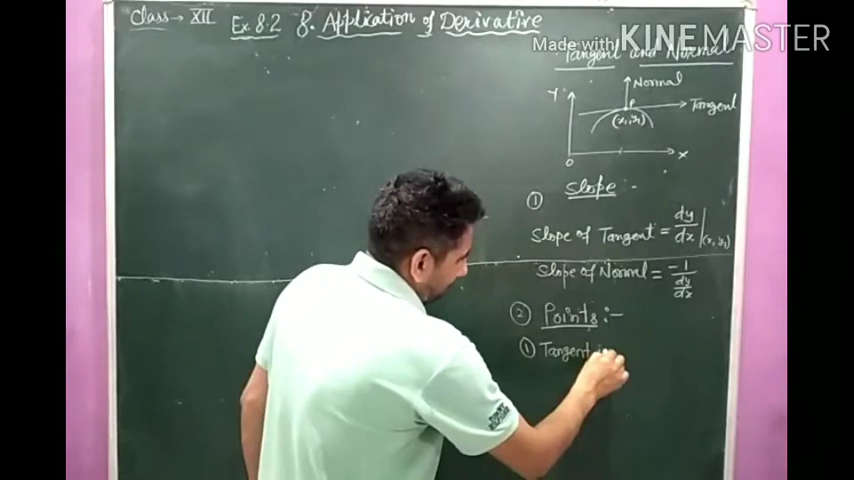 Class → XII
Ex. 8.2
8. Application of Derivative
Made with KINEMASTER
Tangent and Normal
Normal
Y
P
Tangent
(x₁, y₁)
O
X
① Slope :-
Slope of Tangent = dy/dx |(x₁, y₁)
Slope of Normal = -1/(dy/dx)
② Points :-
① Tangent